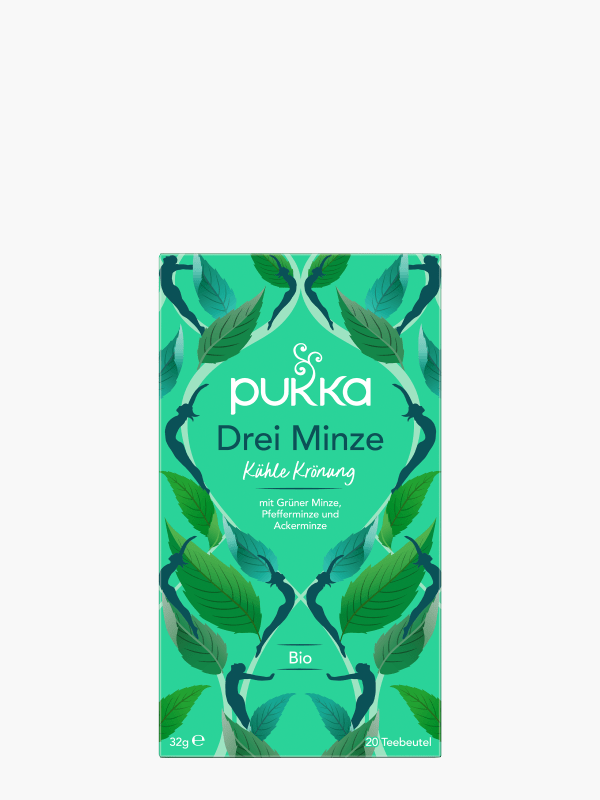 pukka
Drei Minze
Kühle Krönung
mit Grüner Minze,
Pfefferminze und
Ackerminze
Bio
32g ℮
20 Teebeutel